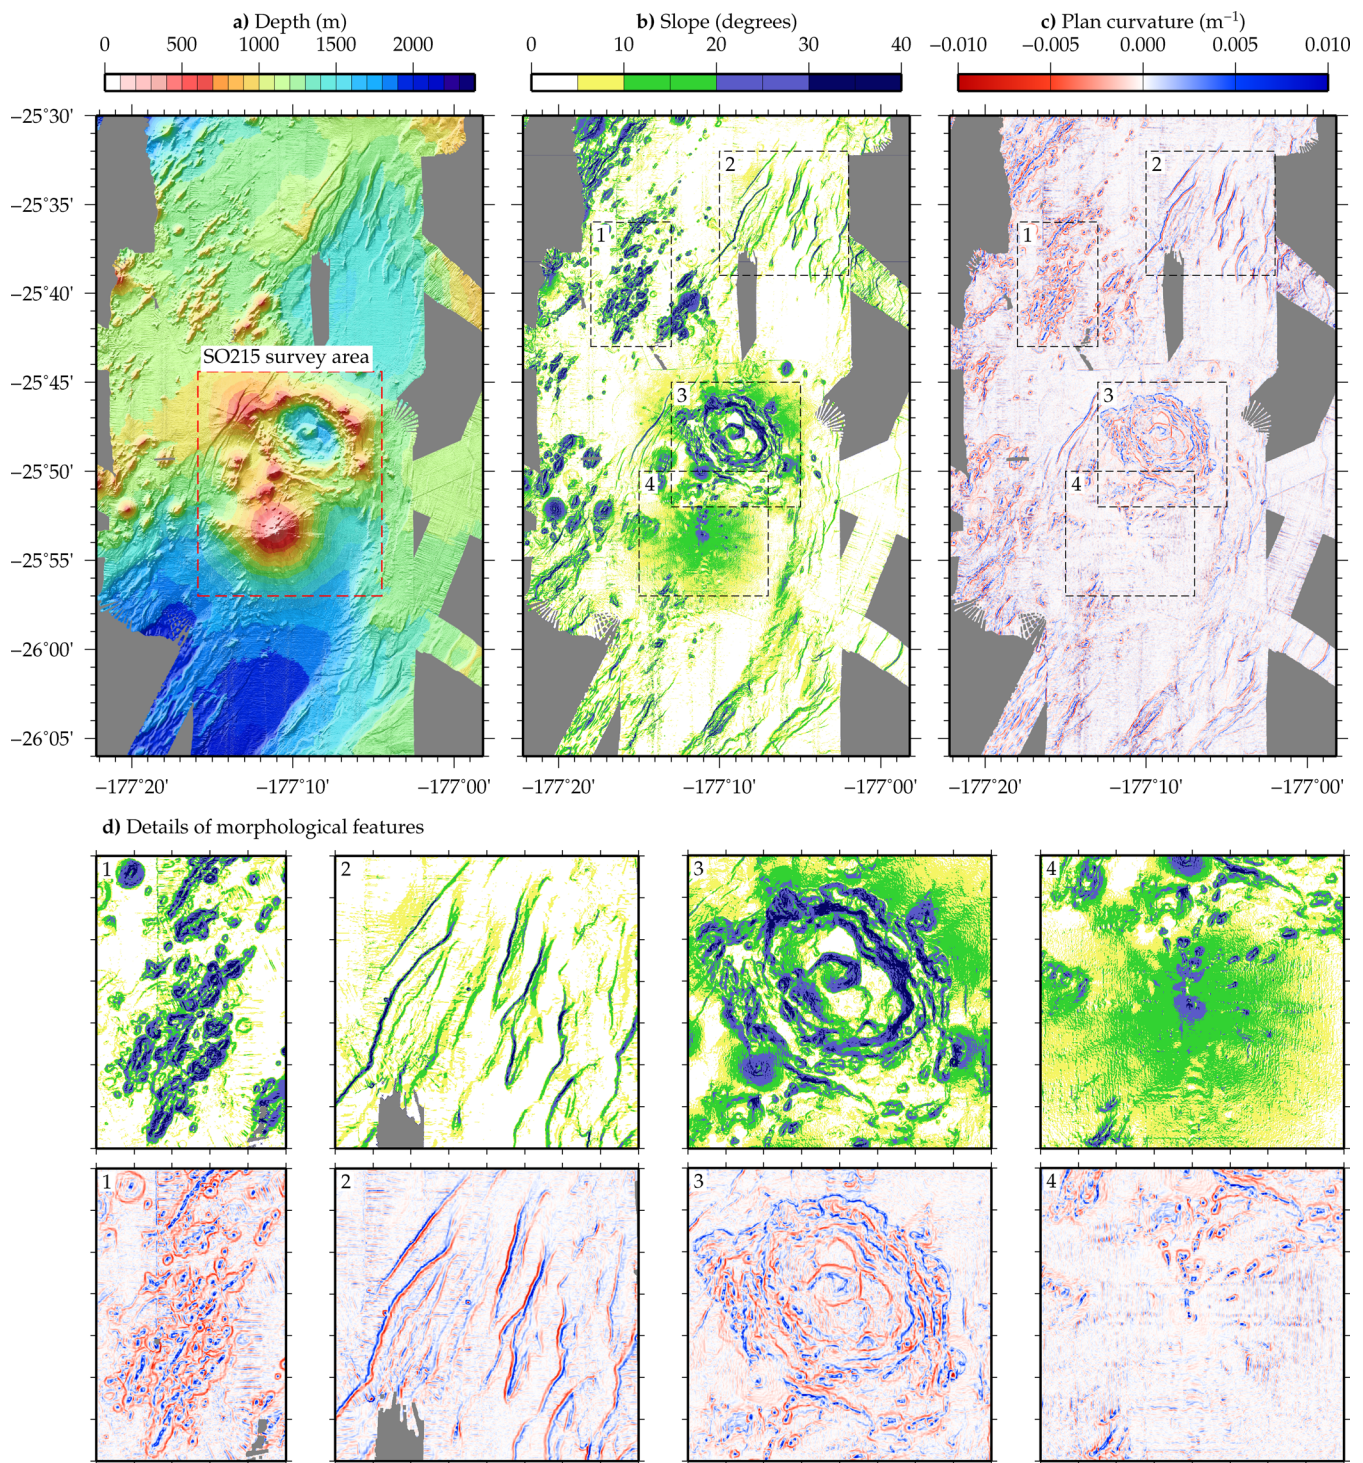 a) Depth (m)
b) Slope (degrees)
c) Plan curvature (m⁻¹)
0 500 1000 1500 2000
0 10 20 30 40
−0.010 −0.005 0.000 0.005 0.010
−25˚30'
−25˚35'
−25˚40'
−25˚45'
−25˚50'
−25˚55'
−26˚00'
−26˚05'
SO215 survey area
1
2
3
4
1
2
3
4
−177˚20' −177˚10' −177˚00'
−177˚20' −177˚10' −177˚00'
−177˚20' −177˚10' −177˚00'
d) Details of morphological features
1
2
3
4
1
2
3
4